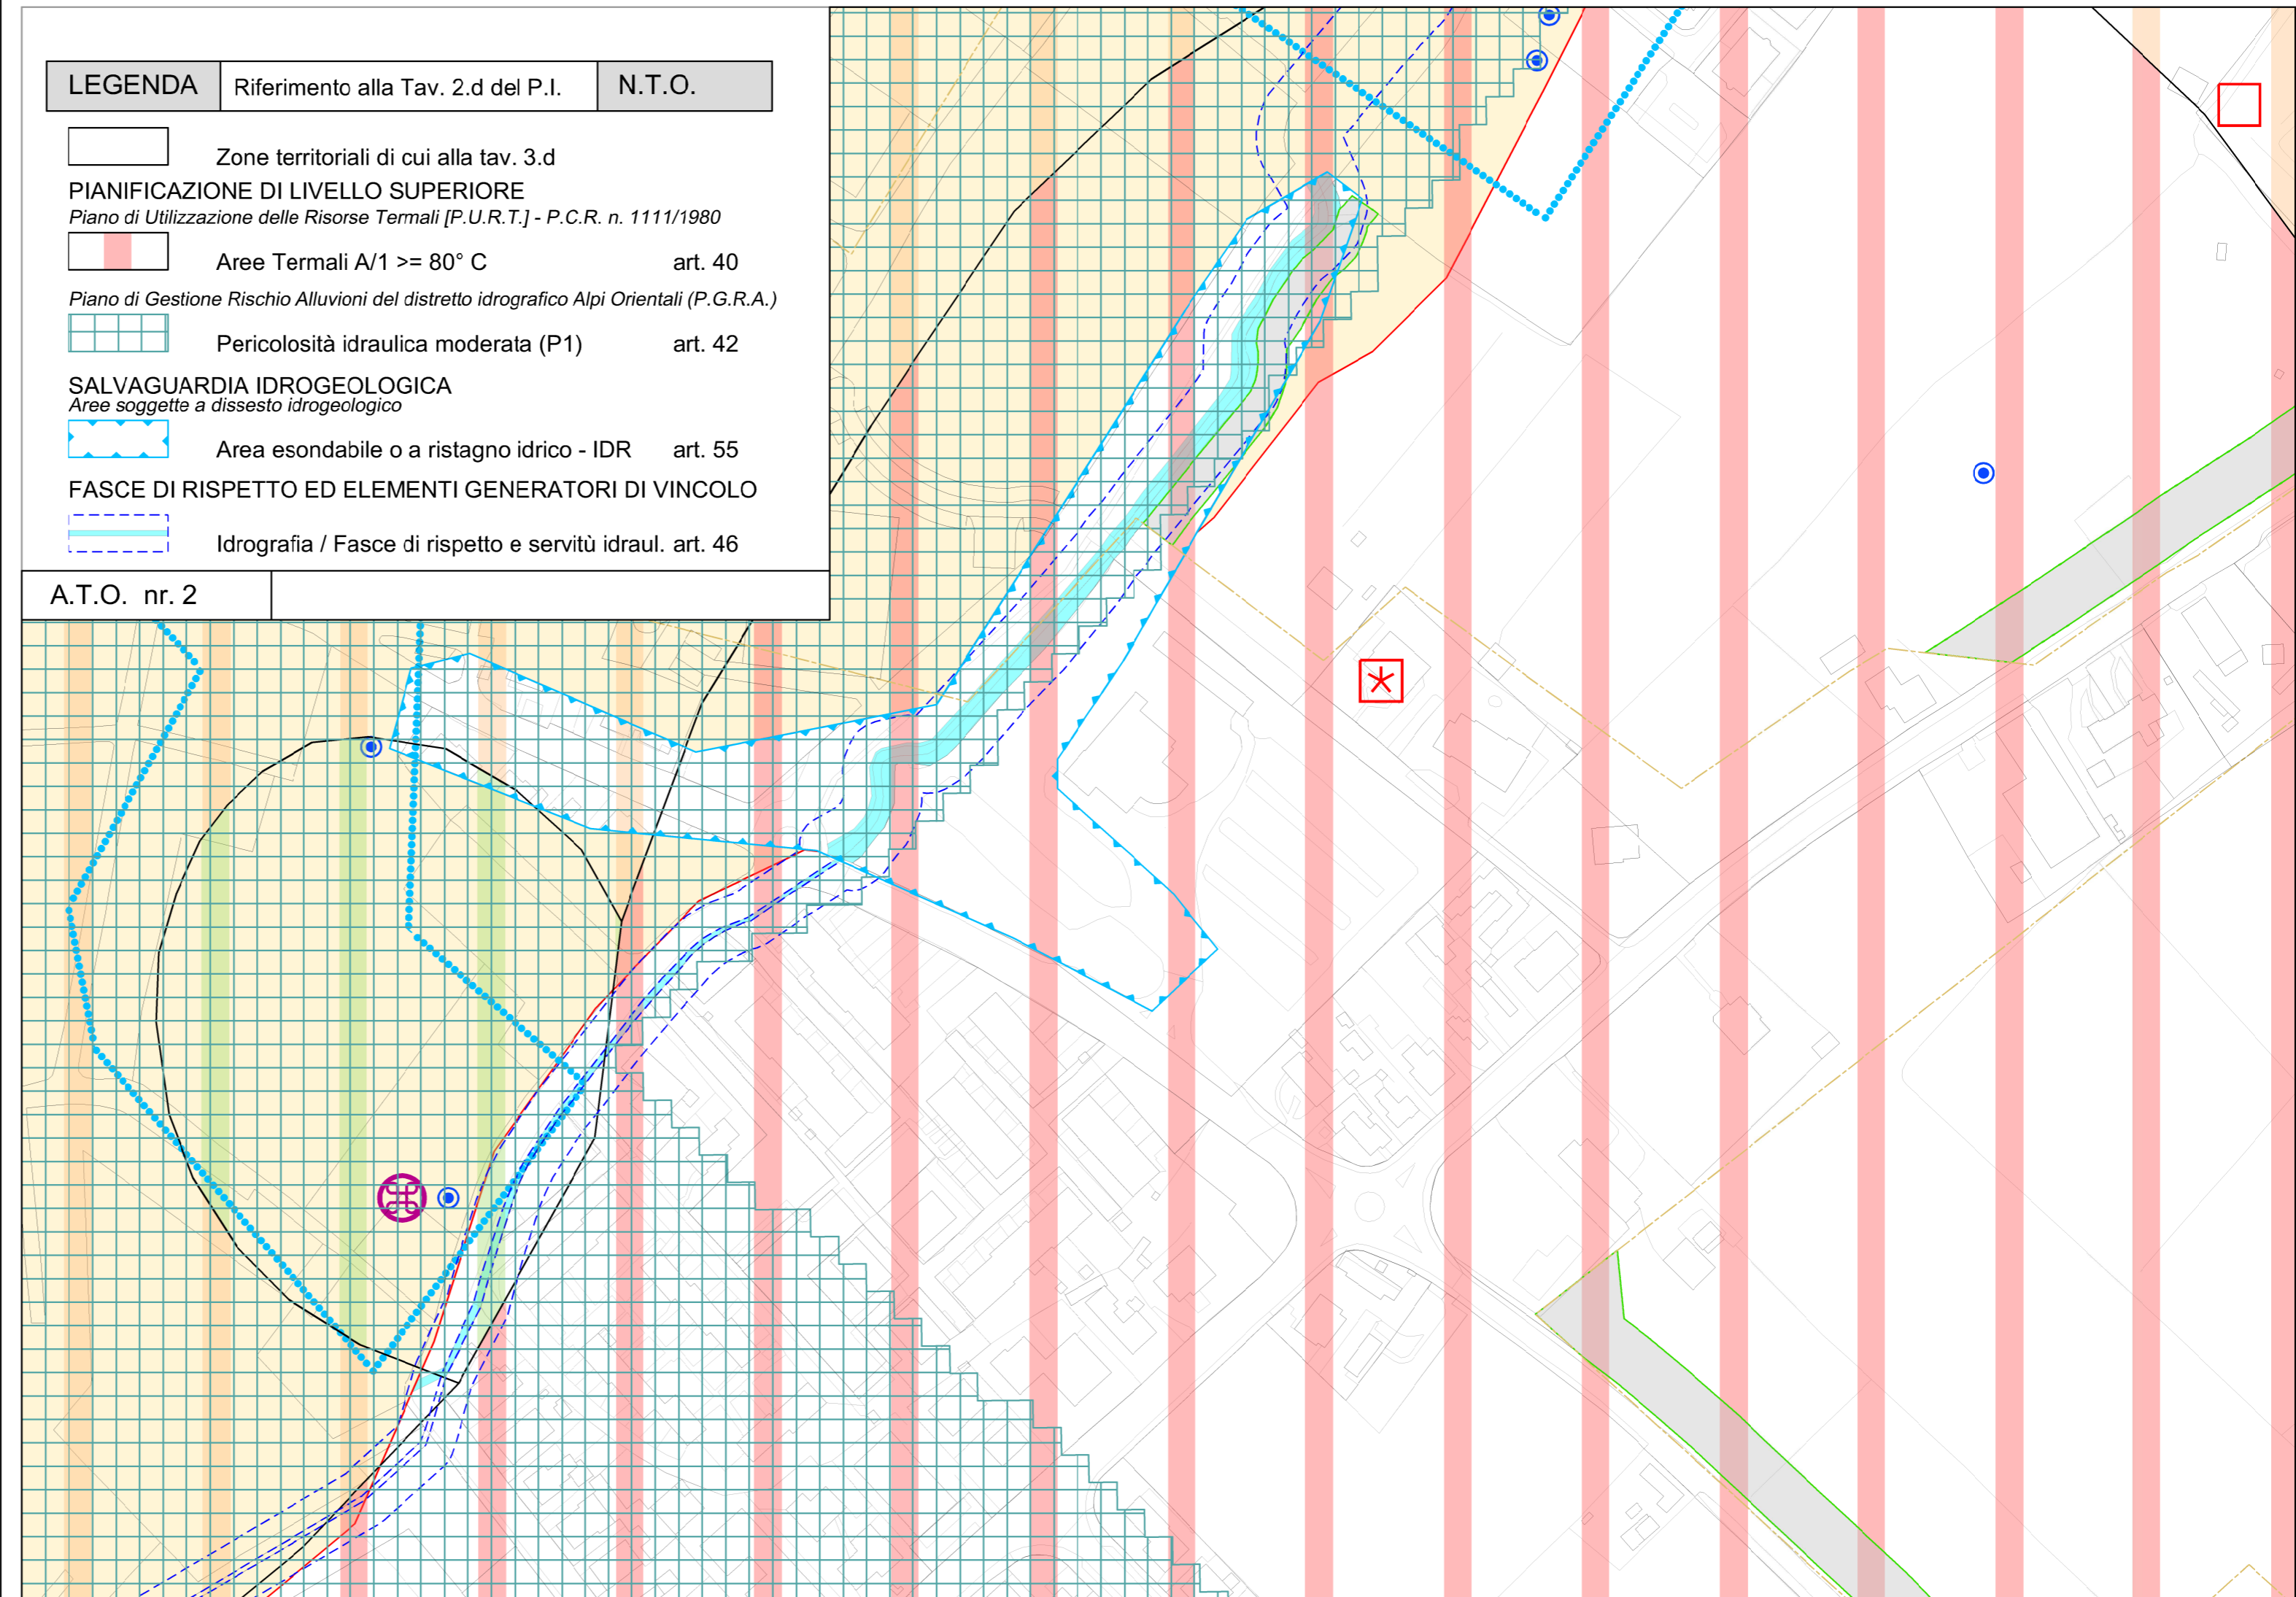 LEGENDA Riferimento alla Tav. 2.d del P.I. N.T.O.
Zone territoriali di cui alla tav. 3.d
PIANIFICAZIONE DI LIVELLO SUPERIORE
Piano di Utilizzazione delle Risorse Termali [P.U.R.T.] - P.C.R. n. 1111/1980
Aree Termali A/1 >= 80° C art. 40
Piano di Gestione Rischio Alluvioni del distretto idrografico Alpi Orientali (P.G.R.A.)
Pericolosità idraulica moderata (P1) art. 42
SALVAGUARDIA IDROGEOLOGICA
Aree soggette a dissesto idrogeologico
Area esondabile o a ristagno idrico - IDR art. 55
FASCE DI RISPETTO ED ELEMENTI GENERATORI DI VINCOLO
Idrografia / Fasce di rispetto e servitù idraul. art. 46
A.T.O. nr. 2